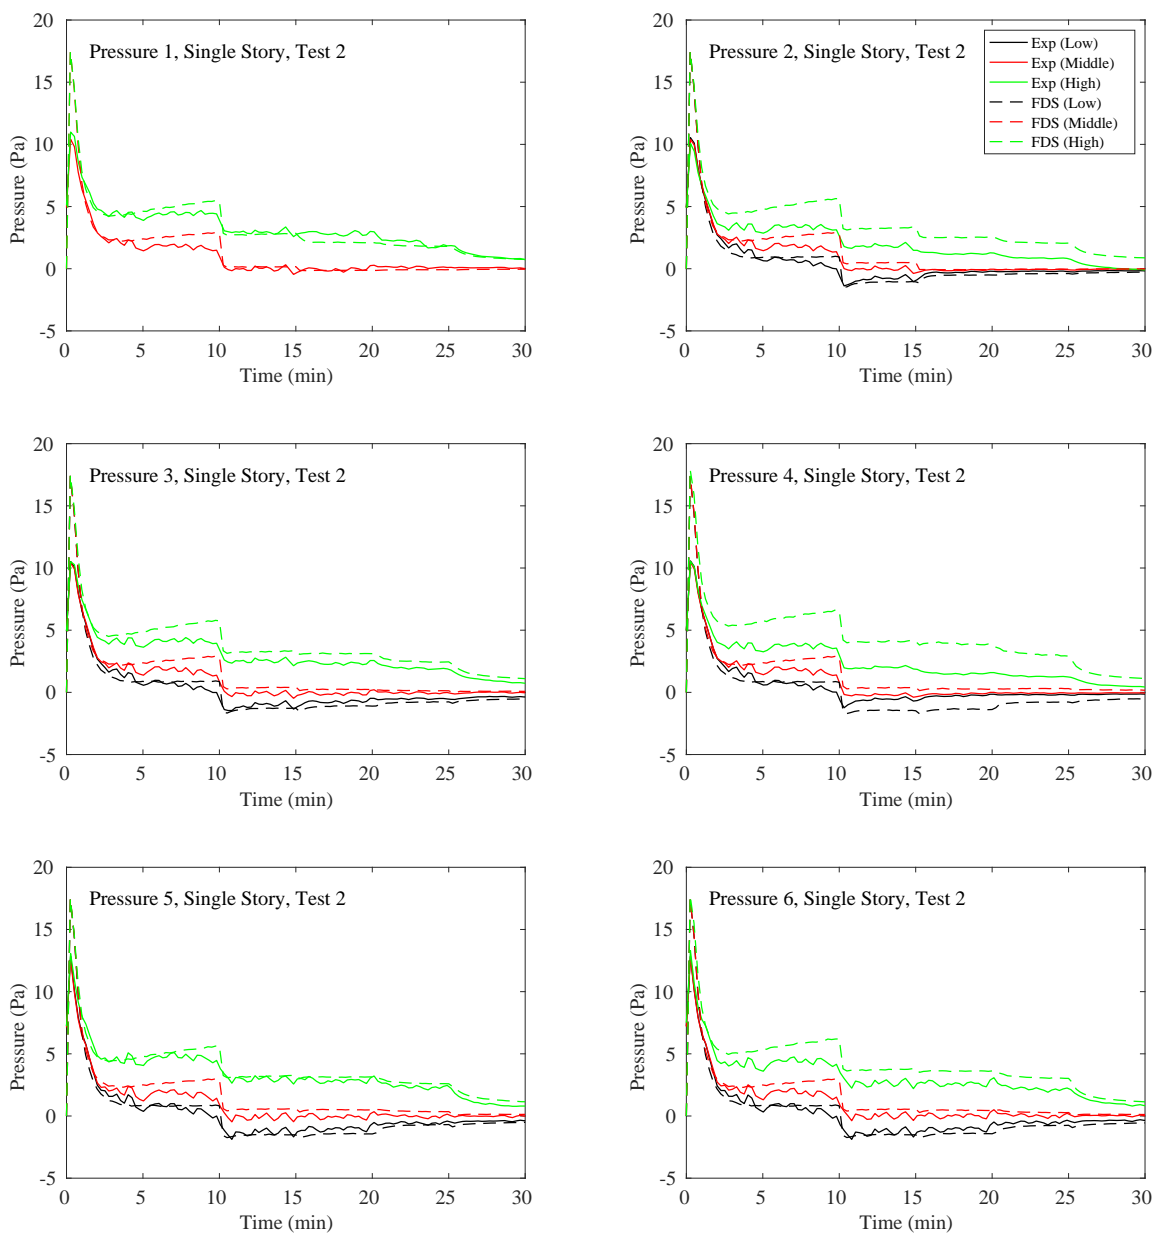 Pressure 1, Single Story, Test 2
Pressure (Pa)
20
15
10
5
0
-5
0 5 10 15 20 25 30
Time (min)
Pressure 2, Single Story, Test 2
Exp (Low)
Exp (Middle)
Exp (High)
FDS (Low)
FDS (Middle)
FDS (High)
Pressure (Pa)
20
15
10
5
0
-5
0 5 10 15 20 25 30
Time (min)
Pressure 3, Single Story, Test 2
Pressure (Pa)
20
15
10
5
0
-5
0 5 10 15 20 25 30
Time (min)
Pressure 4, Single Story, Test 2
Pressure (Pa)
20
15
10
5
0
-5
0 5 10 15 20 25 30
Time (min)
Pressure 5, Single Story, Test 2
Pressure (Pa)
20
15
10
5
0
-5
0 5 10 15 20 25 30
Time (min)
Pressure 6, Single Story, Test 2
Pressure (Pa)
20
15
10
5
0
-5
0 5 10 15 20 25 30
Time (min)